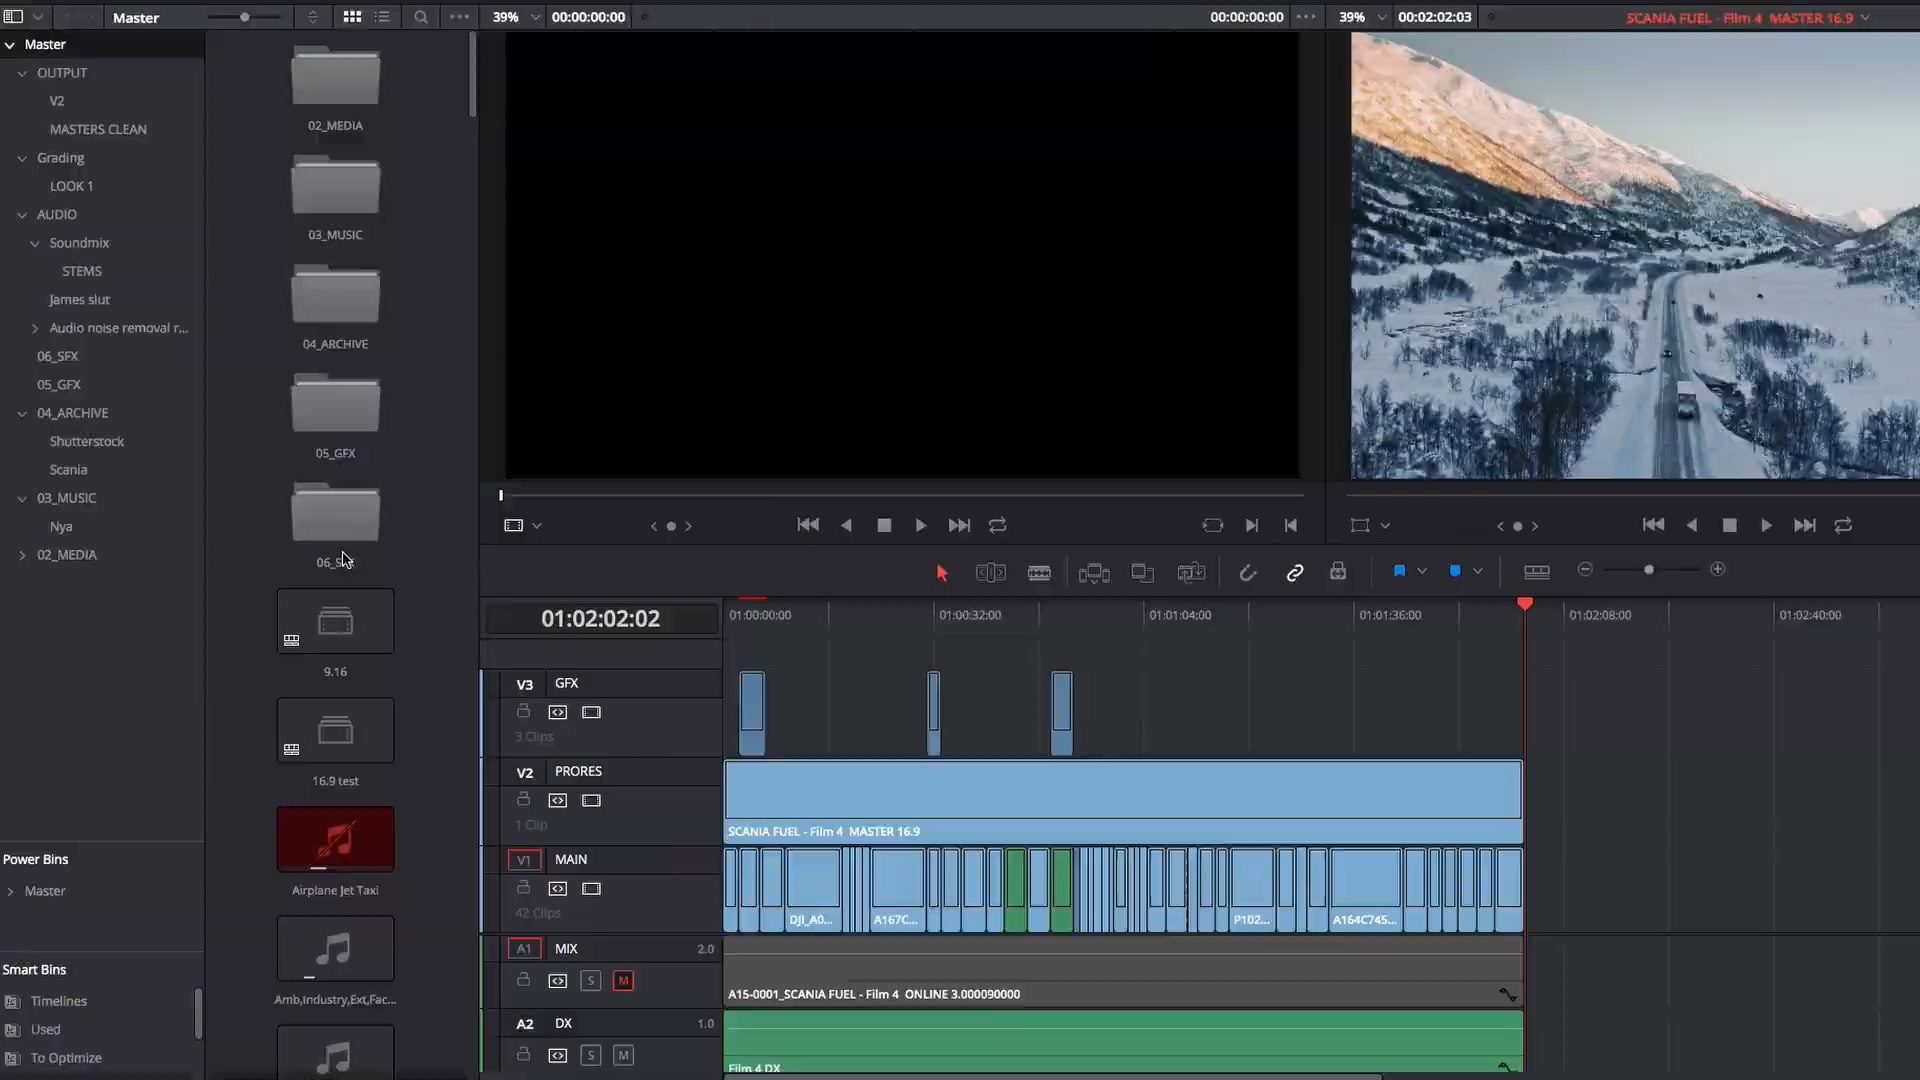 Master
39%
00:00:00:00
00:00:00:00
39%
00:02:02:03
SCANIA FUEL - Film 4 MASTER 16.9
Master
OUTPUT
V2
MASTERS CLEAN
Grading
LOOK 1
AUDIO
Soundmix
STEMS
James slut
Audio noise removal r...
06_SFX
05_GFX
04_ARCHIVE
Shutterstock
Scania
03_MUSIC
Nya
02_MEDIA
Power Bins
Master
Smart Bins
Timelines
Used
To Optimize
02_MEDIA
03_MUSIC
04_ARCHIVE
05_GFX
9.16
16.9 test
Airplane Jet Taxi
Amb,Industry,Ext,Fac...
01:02:02:02
01:00:00:00
01:00:32:00
01:01:04:00
01:01:36:00
01:02:08:00
01:02:40:00
V3 GFX
3 Clips
V2 PRORES
1 Clip
SCANIA FUEL - Film 4 MASTER 16.9
V1 MAIN
42 Clips
DJI_A0...
A167C...
P102...
A164C745...
A1 MIX 2.0
S M
A15-0001_SCANIA FUEL - Film 4 ONLINE 3.000090000
A2 DX 1.0
S M
Film 4 DX